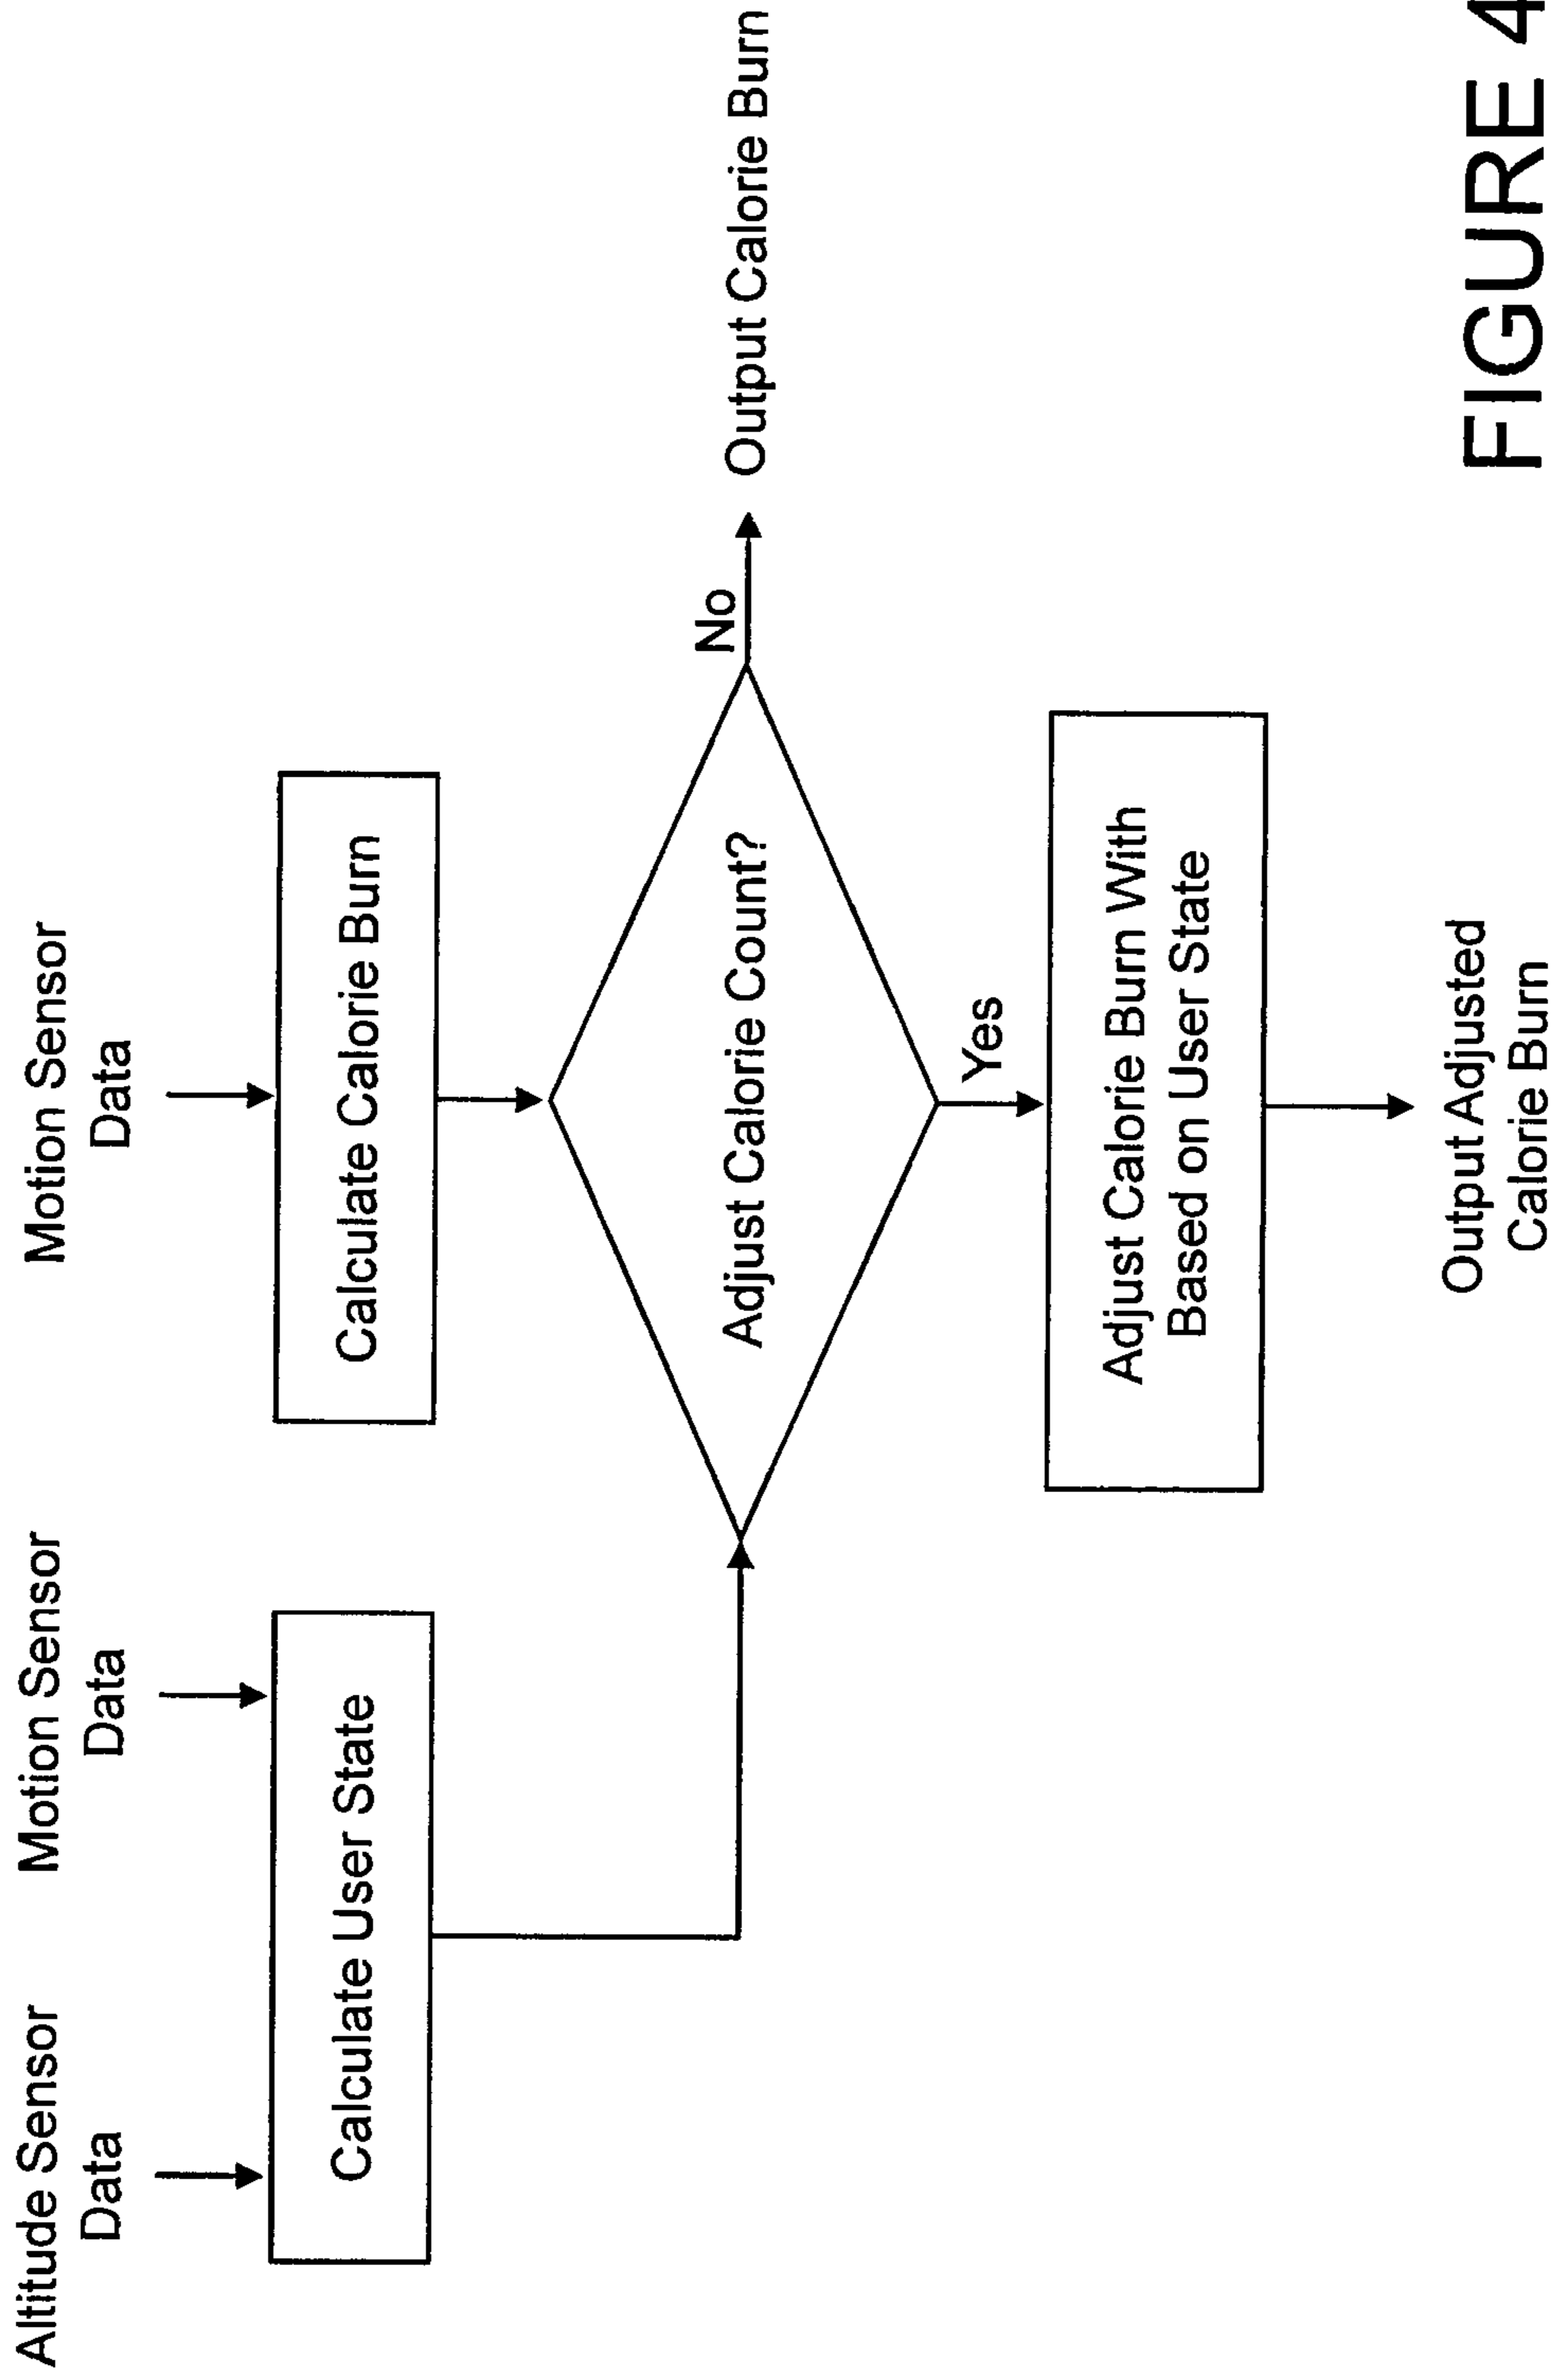 Altitude Sensor
Data
Motion Sensor
Data
Motion Sensor
Data
Calculate User State
Calculate Calorie Burn
Adjust Calorie Count?
No
Output Calorie Burn
Yes
Adjust Calorie Burn With
Based on User State
Output Adjusted
Calorie Burn
FIGURE 4